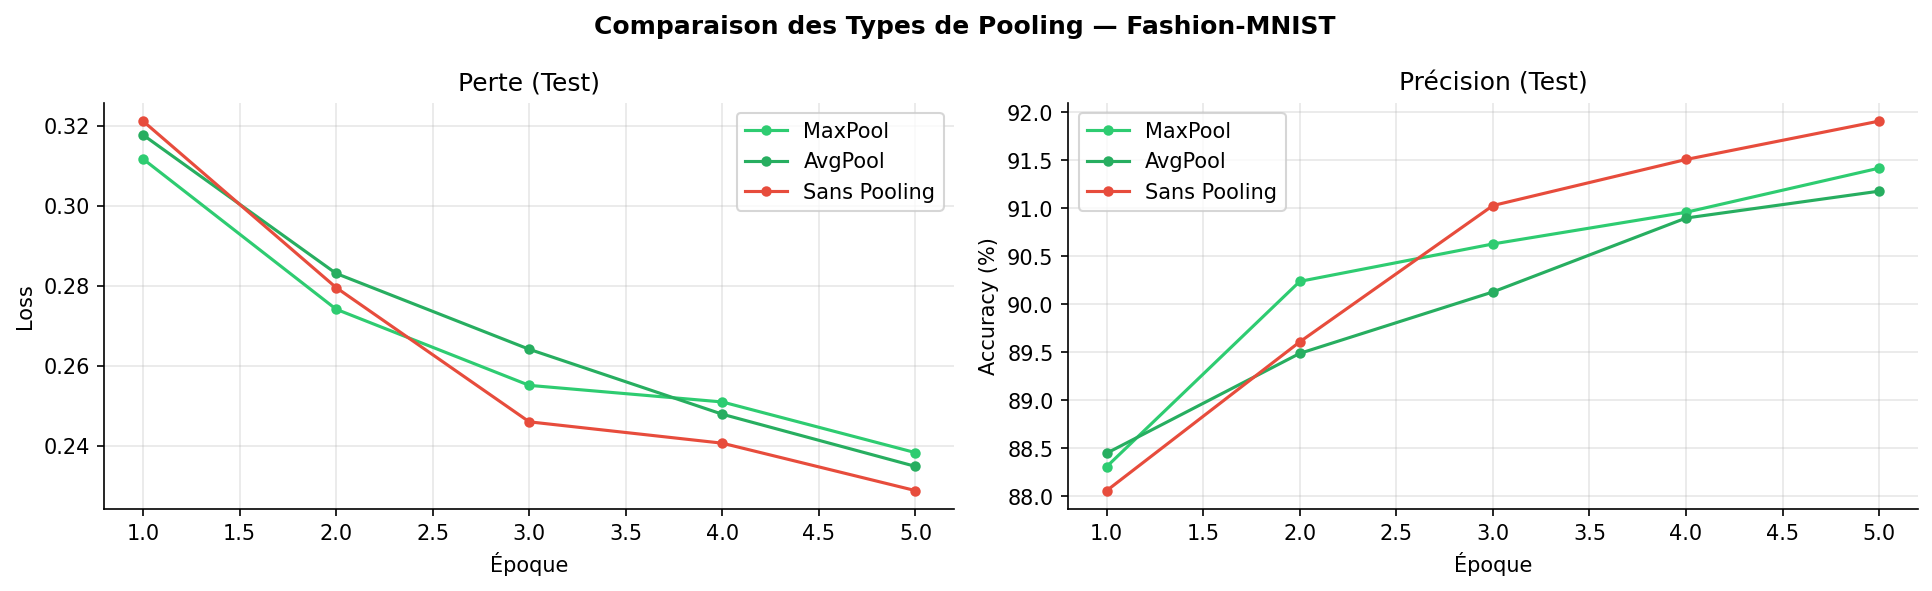 Comparaison des Types de Pooling — Fashion-MNIST
Perte (Test)
Loss
0.32
0.30
0.28
0.26
0.24
MaxPool
AvgPool
Sans Pooling
1.0 1.5 2.0 2.5 3.0 3.5 4.0 4.5 5.0
Époque
Précision (Test)
Accuracy (%)
92.0
91.5
91.0
90.5
90.0
89.5
89.0
88.5
88.0
MaxPool
AvgPool
Sans Pooling
1.0 1.5 2.0 2.5 3.0 3.5 4.0 4.5 5.0
Époque